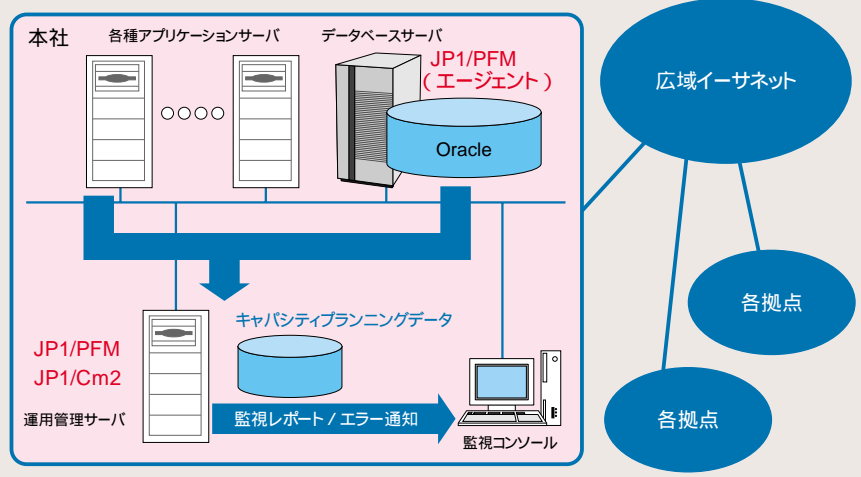 本社
各種アプリケーションサーバ
データベースサーバ
JP1/PFM
(エージェント)
Oracle
広域イーサネット
各拠点
各拠点
キャパシティプランニングデータ
JP1/PFM
JP1/Cm2
運用管理サーバ
監視レポート / エラー通知
監視コンソール